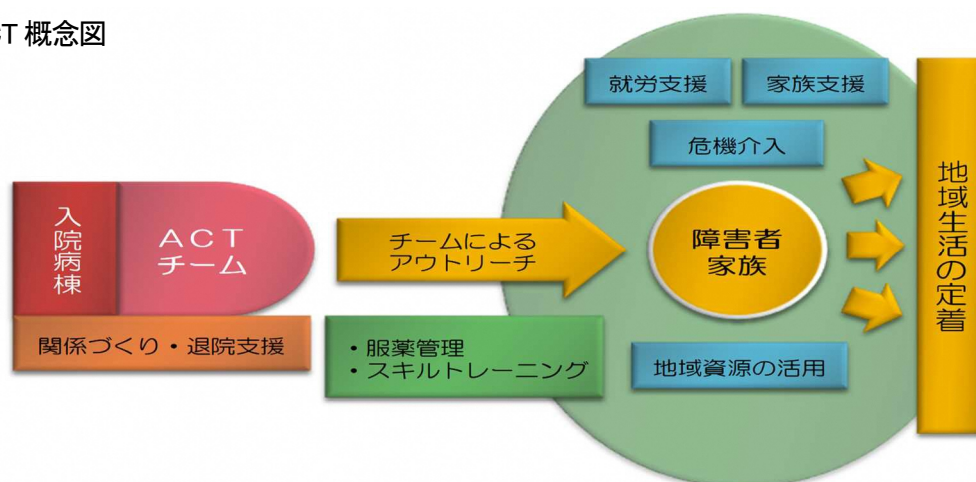 CT 概念図
就労支援
家族支援
危機介入
入院病棟
ACT
チーム
チームによる
アウトリーチ
障害者
家族
地域生活の定着
関係づくり・退院支援
・服薬管理
・スキルトレーニング
地域資源の活用